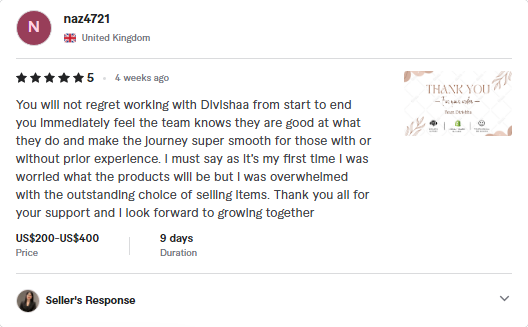 N
naz4721
United Kingdom
5 • 4 weeks ago
You will not regret working with Divishaa from start to end
you immediately feel the team knows they are good at what
they do and make the journey super smooth for those with or
without prior experience. I must say as it's my first time I was
worried what the products will be but I was overwhelmed
with the outstanding choice of selling items. Thank you all for
your support and I look forward to growing together
THANK YOU
US$200-US$400
Price
9 days
Duration
Seller's Response